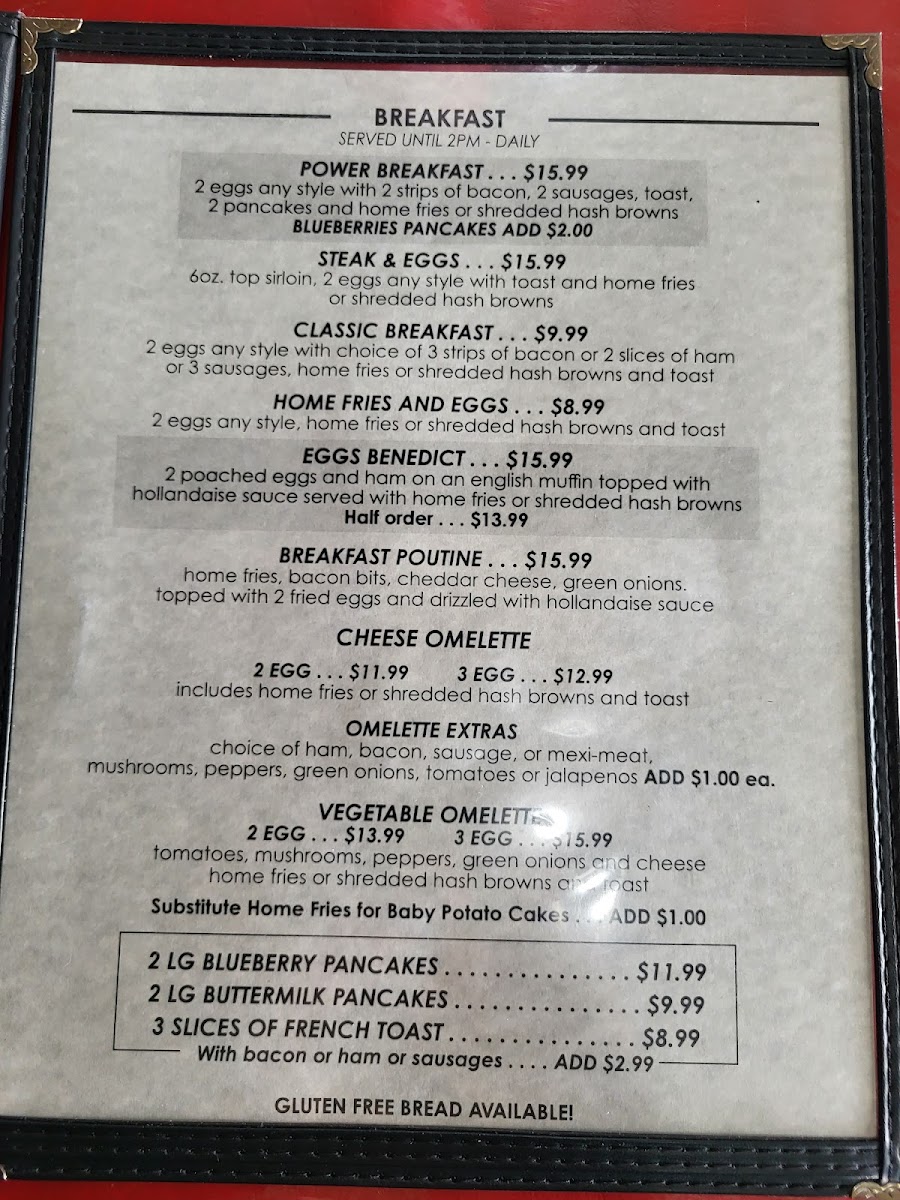 BREAKFAST
SERVED UNTIL 2PM - DAILY
POWER BREAKFAST . . . $15.99
2 eggs any style with 2 strips of bacon, 2 sausages, toast,
2 pancakes and home fries or shredded hash browns
BLUEBERRIES PANCAKES ADD $2.00
STEAK & EGGS . . . $15.99
6oz. top sirloin, 2 eggs any style with toast and home fries
or shredded hash browns
CLASSIC BREAKFAST . . . $9.99
2 eggs any style with choice of 3 strips of bacon or 2 slices of ham
or 3 sausages, home fries or shredded hash browns and toast
HOME FRIES AND EGGS . . . $8.99
2 eggs any style, home fries or shredded hash browns and toast
EGGS BENEDICT . . . $15.99
2 poached eggs and ham on an english muffin topped with
hollandaise sauce served with home fries or shredded hash browns
Half order . . . $13.99
BREAKFAST POUTINE . . . $15.99
home fries, bacon bits, cheddar cheese, green onions.
topped with 2 fried eggs and drizzled with hollandaise sauce
CHEESE OMELETTE
2 EGG . . . $11.99 3 EGG . . . $12.99
includes home fries or shredded hash browns and toast
OMELETTE EXTRAS
choice of ham, bacon, sausage, or mexi-meat,
mushrooms, peppers, green onions, tomatoes or jalapenos ADD $1.00 ea.
VEGETABLE OMELETTE
2 EGG . . . $13.99 3 EGG . . . $15.99
tomatoes, mushrooms, peppers, green onions and cheese
home fries or shredded hash browns and toast
Substitute Home Fries for Baby Potato Cakes . . . ADD $1.00
2 LG BLUEBERRY PANCAKES . . . . . . . . . . . . . . . $11.99
2 LG BUTTERMILK PANCAKES . . . . . . . . . . . . . . . $9.99
3 SLICES OF FRENCH TOAST . . . . . . . . . . . . . . . $8.99
With bacon or ham or sausages . . . . ADD $2.99
GLUTEN FREE BREAD AVAILABLE!